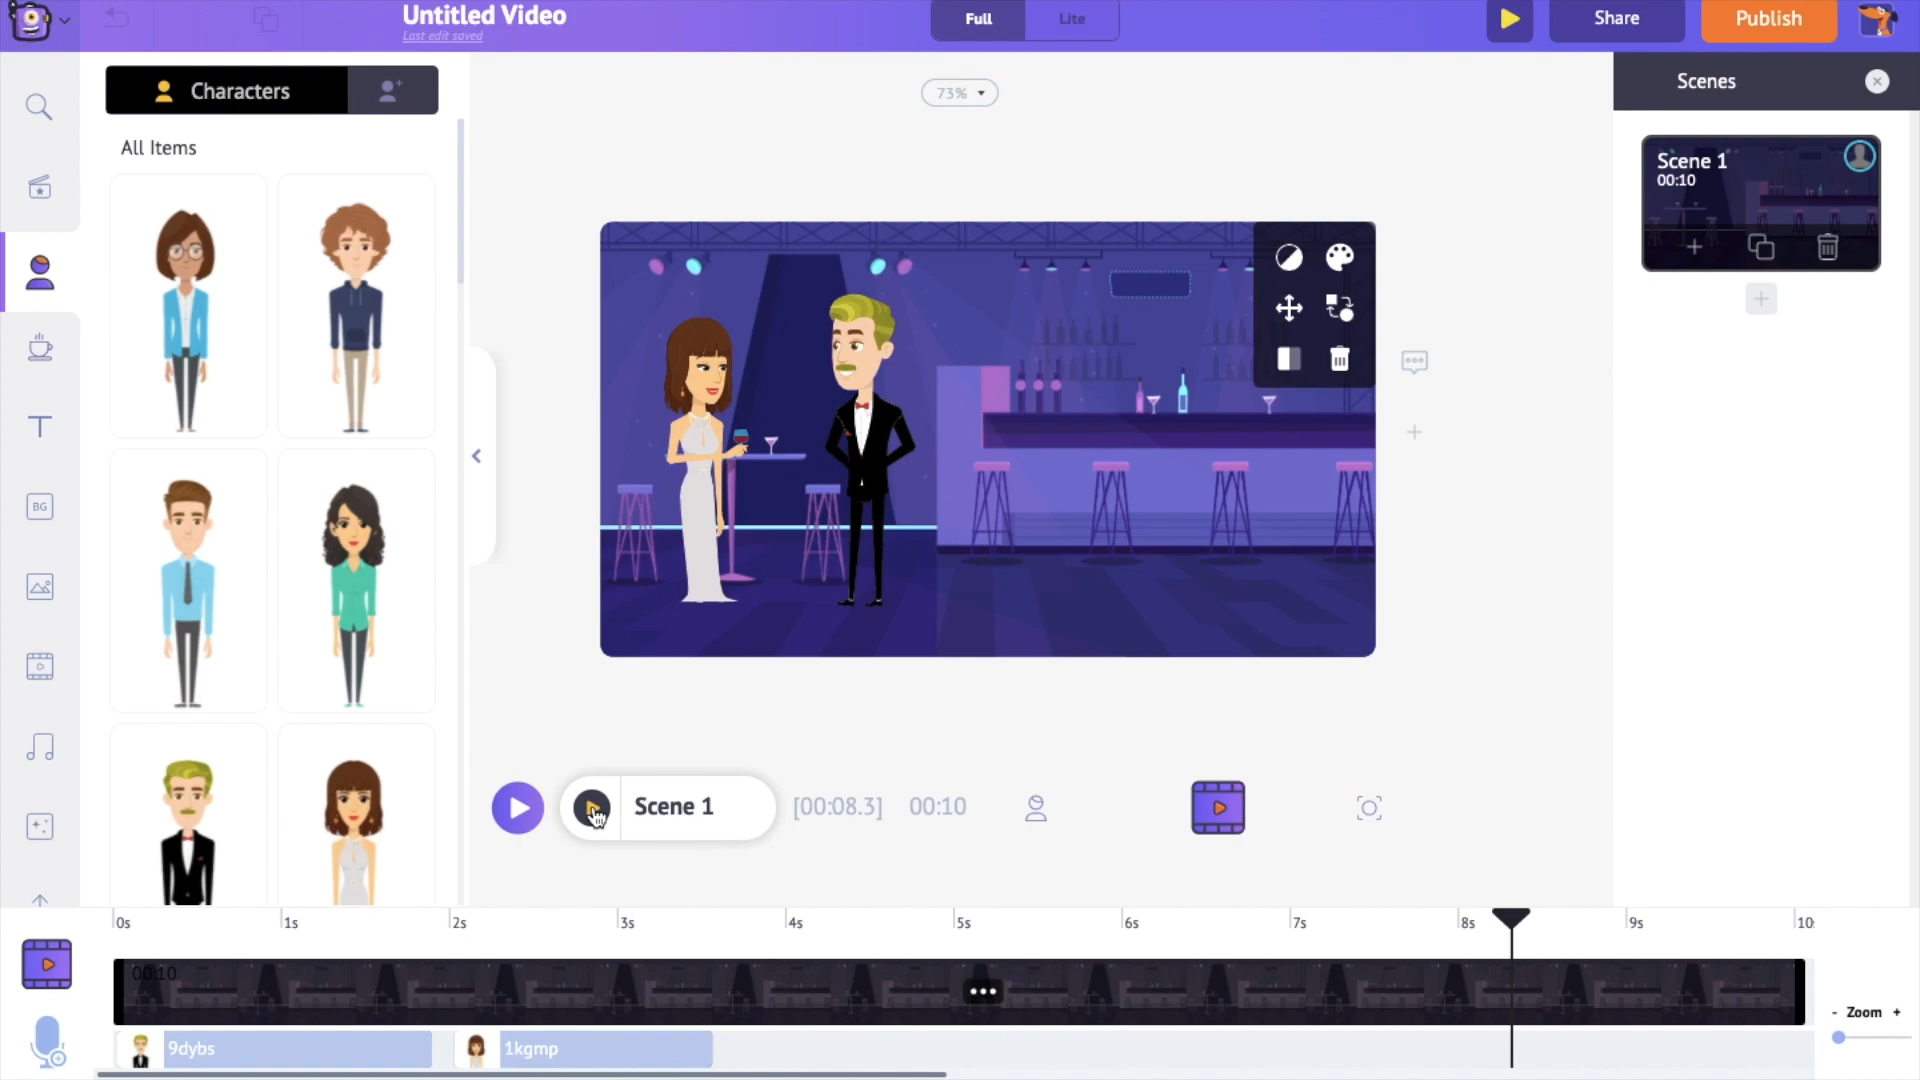 Untitled Video
Last edit saved
Full
Lite
Share
Publish
Characters
73%
Scenes
All Items
Scene 1
00:10
BG
Scene 1
[00:08.3]
00:10
0s
1s
2s
3s
4s
5s
6s
7s
8s
9s
10
00:10
- Zoom +
9dybs
1kgmp